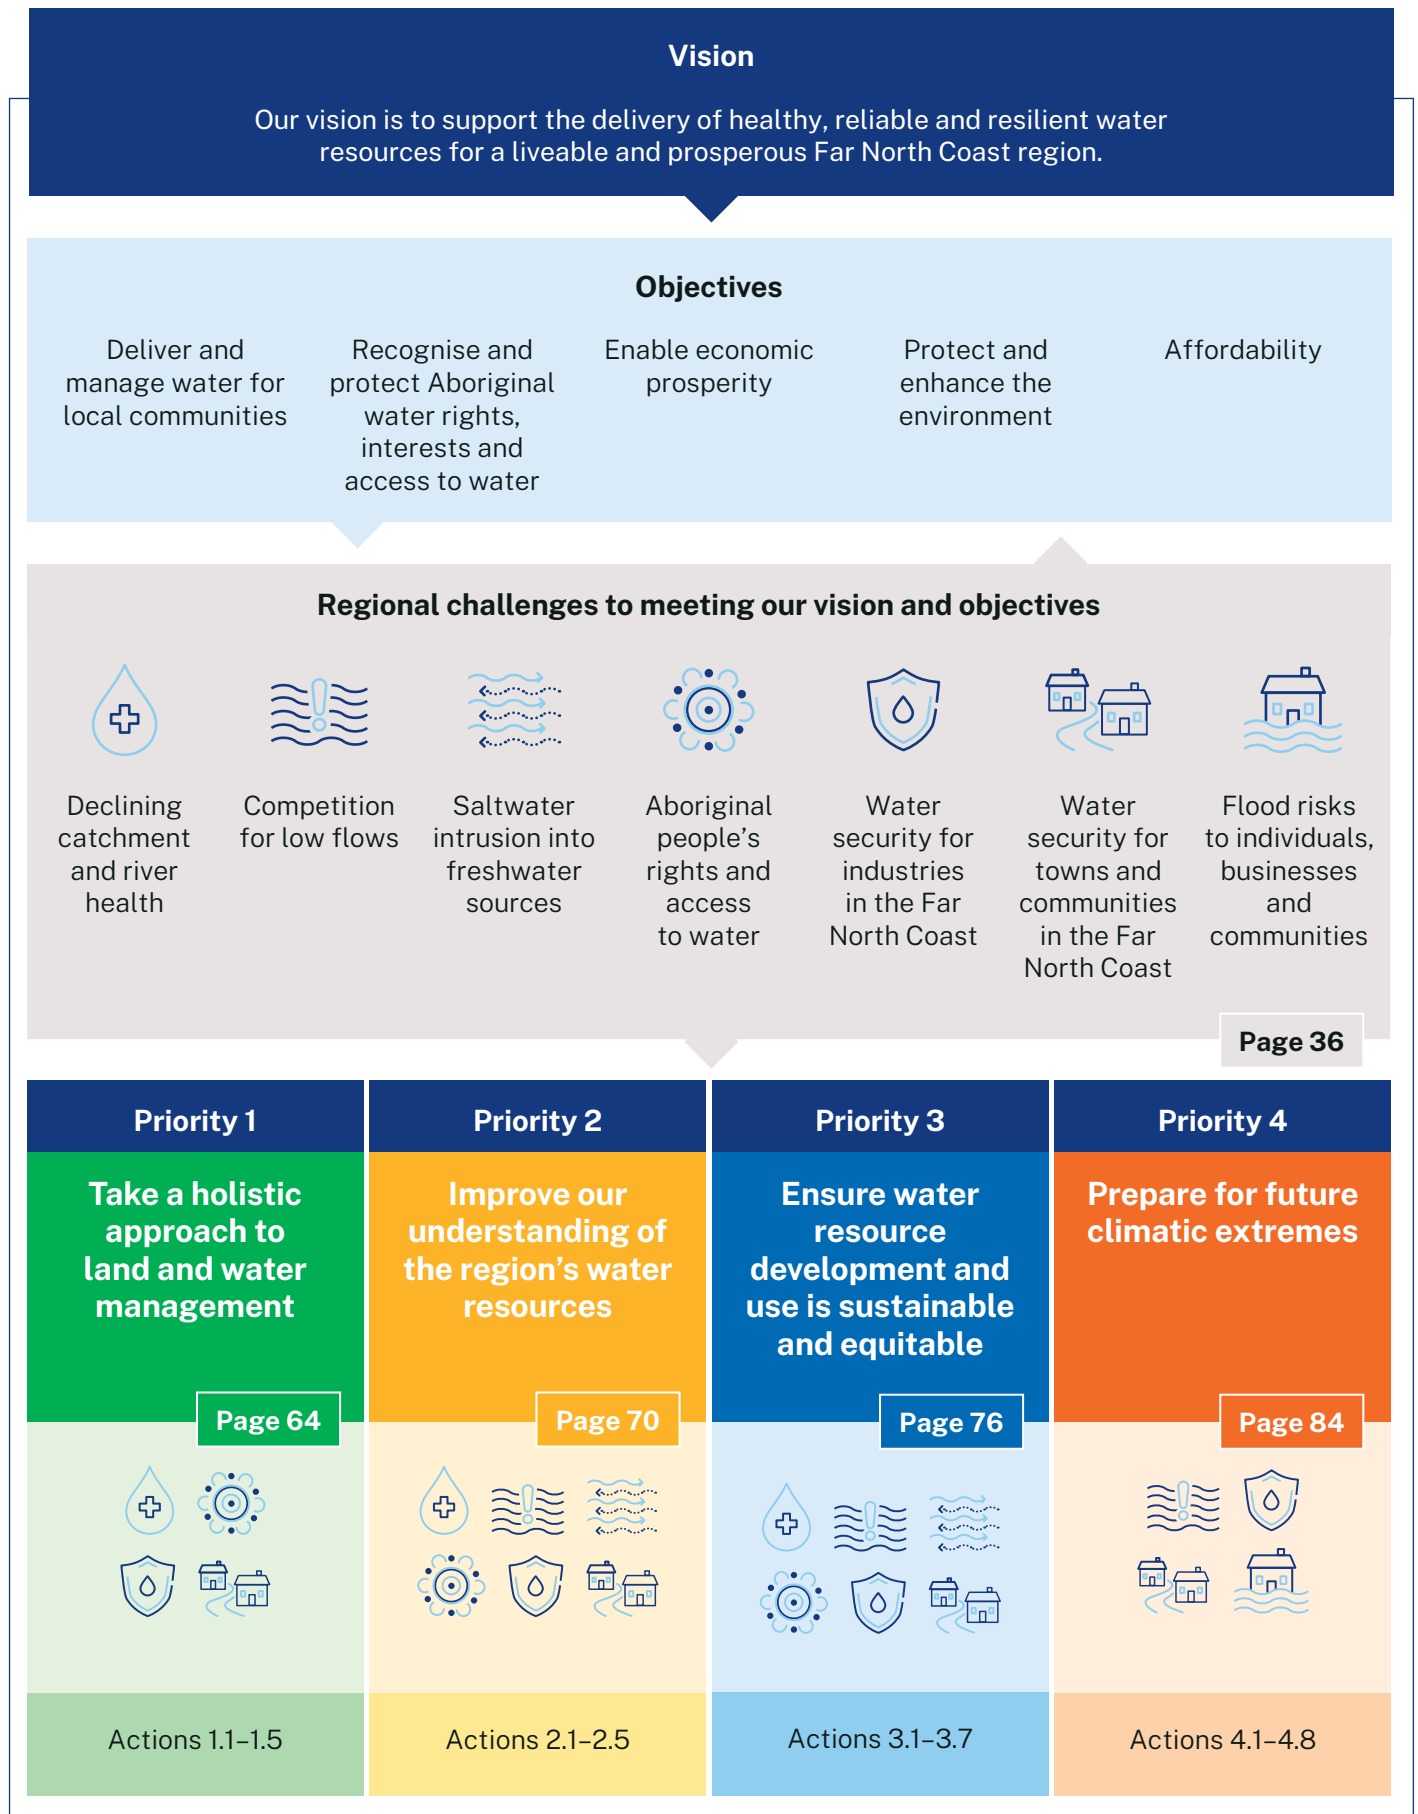 Vision
Our vision is to support the delivery of healthy, reliable and resilient water
resources for a liveable and prosperous Far North Coast region.
Objectives
Deliver and
manage water for
local communities
Recognise and
protect Aboriginal
water rights,
interests and
access to water
Enable economic
prosperity
Protect and
enhance the
environment
Affordability
Regional challenges to meeting our vision and objectives
Declining
catchment
and river
health
Competition
for low flows
Saltwater
intrusion into
freshwater
sources
Aboriginal
people’s
rights and
access
to water
Water
security for
industries
in the Far
North Coast
Water
security for
towns and
communities
in the Far
North Coast
Flood risks
to individuals,
businesses
and
communities
Page 36
Priority 1
Take a holistic
approach to
land and water
management
Page 64
Actions 1.1–1.5
Priority 2
Improve our
understanding of
the region’s water
resources
Page 70
Actions 2.1–2.5
Priority 3
Ensure water
resource
development and
use is sustainable
and equitable
Page 76
Actions 3.1–3.7
Priority 4
Prepare for future
climatic extremes
Page 84
Actions 4.1–4.8